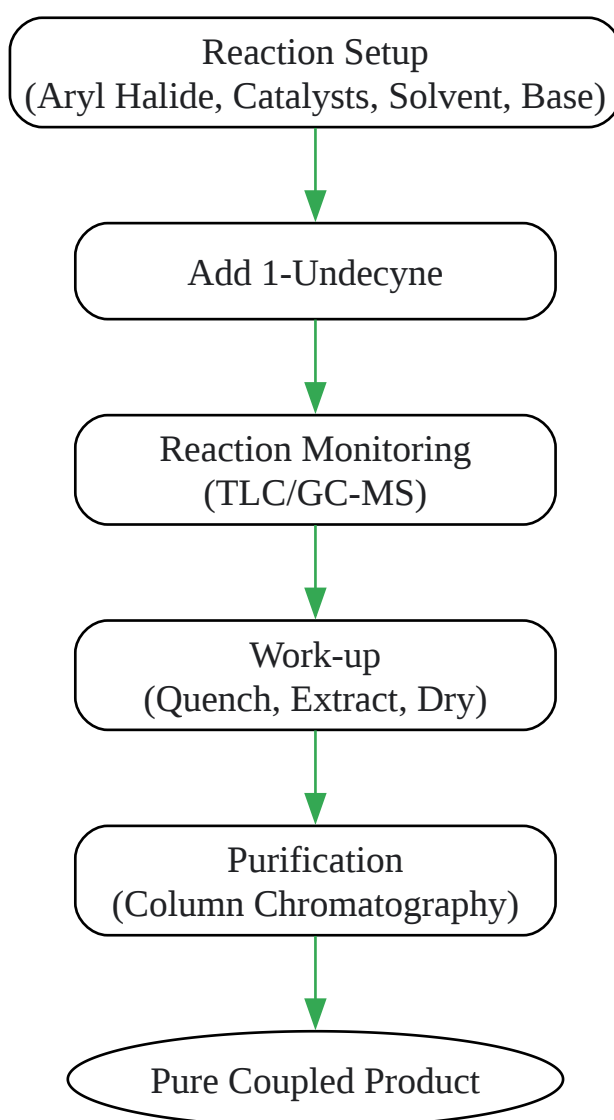 Reaction Setup
(Aryl Halide, Catalysts, Solvent, Base)
Add 1-Undecyne
Reaction Monitoring
(TLC/GC-MS)
Work-up
(Quench, Extract, Dry)
Purification
(Column Chromatography)
Pure Coupled Product